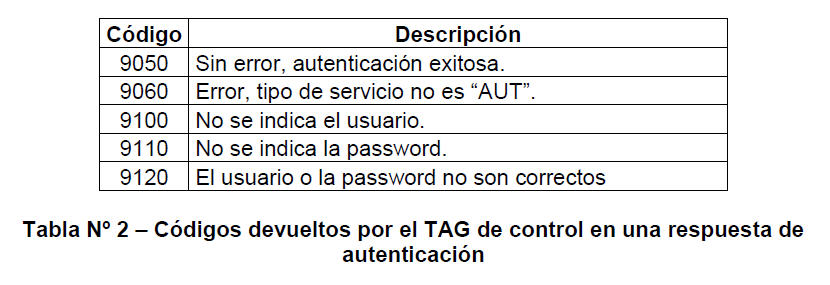 Código Descripción
9050 Sin error, autenticación exitosa.
9060 Error, tipo de servicio no es “AUT”.
9100 No se indica el usuario.
9110 No se indica la password.
9120 El usuario o la password no son correctos
Tabla Nº 2 – Códigos devueltos por el TAG de control en una respuesta de
autenticación